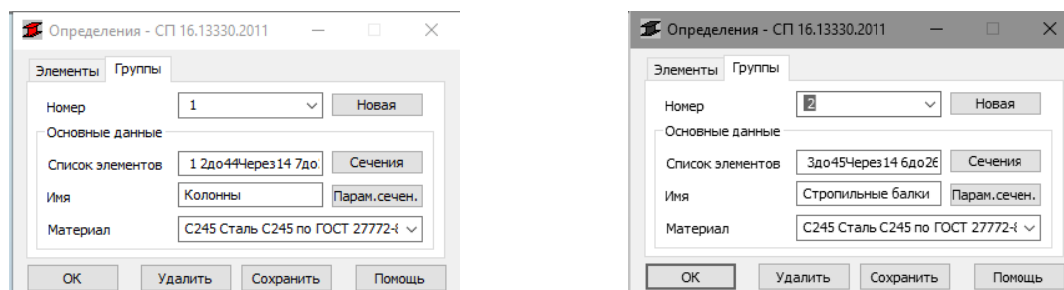 Определения - СП 16.13330.2011
Элементы Группы
Номер 1 Новая
Основные данные
Список элементов 1 2до44Через14 7до Сечения
Имя Колонны Парам.сечен.
Материал С245 Сталь С245 по ГОСТ 27772-8
ОК Удалить Сохранить Помощь
Определения - СП 16.13330.2011
Элементы Группы
Номер 2 Новая
Основные данные
Список элементов 3до45Через14 6до26 Сечения
Имя Стропильные балки Парам.сечен.
Материал С245 Сталь С245 по ГОСТ 27772-8
ОК Удалить Сохранить Помощь